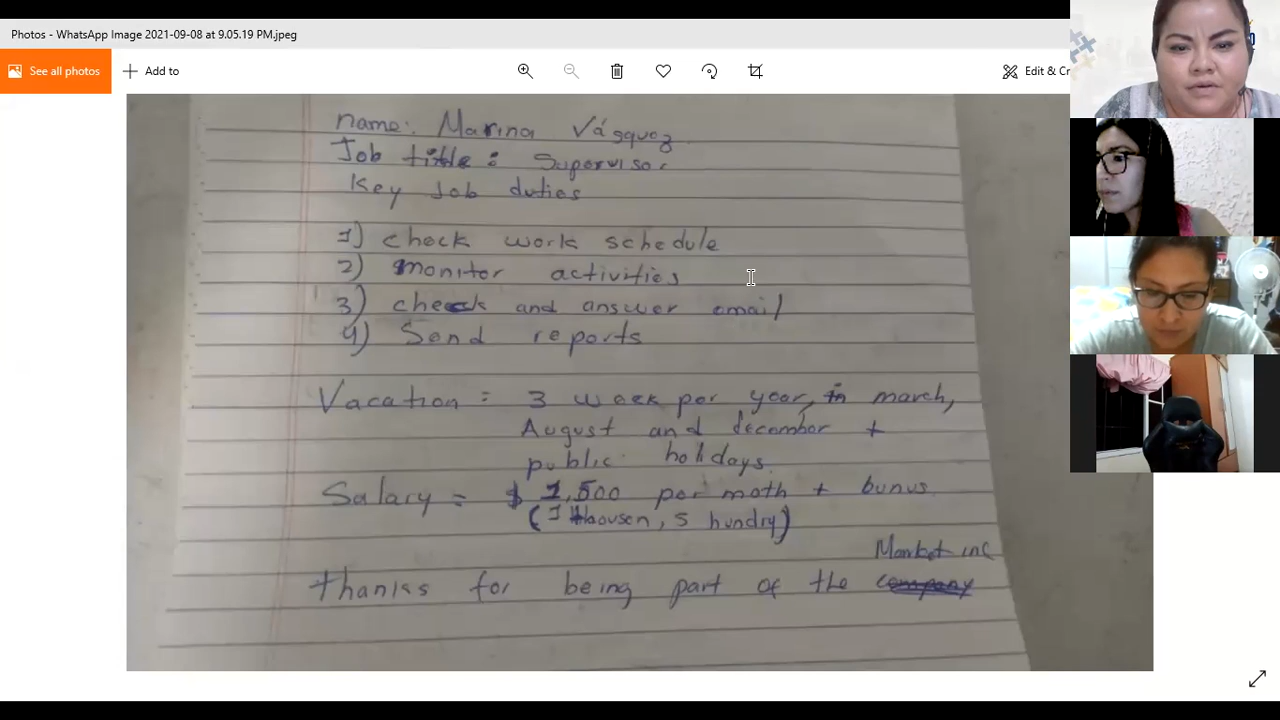 Photos - WhatsApp Image 2021-09-08 at 9.05.19 PM.jpeg
See all photos
Add to
Edit & Cr
name: Marina Vásquez
Job title: Supervisor
Key Job duties
1) check work schedule
2) monitor activities
3) check and answer email
4) Send reports
Vacation = 3 week per year, in march,
August and december +
public holidays.
Salary = $ 1,500 per moth + bunus
(1 thousen, 5 hundry)
Market inc
thanks for being part of the company